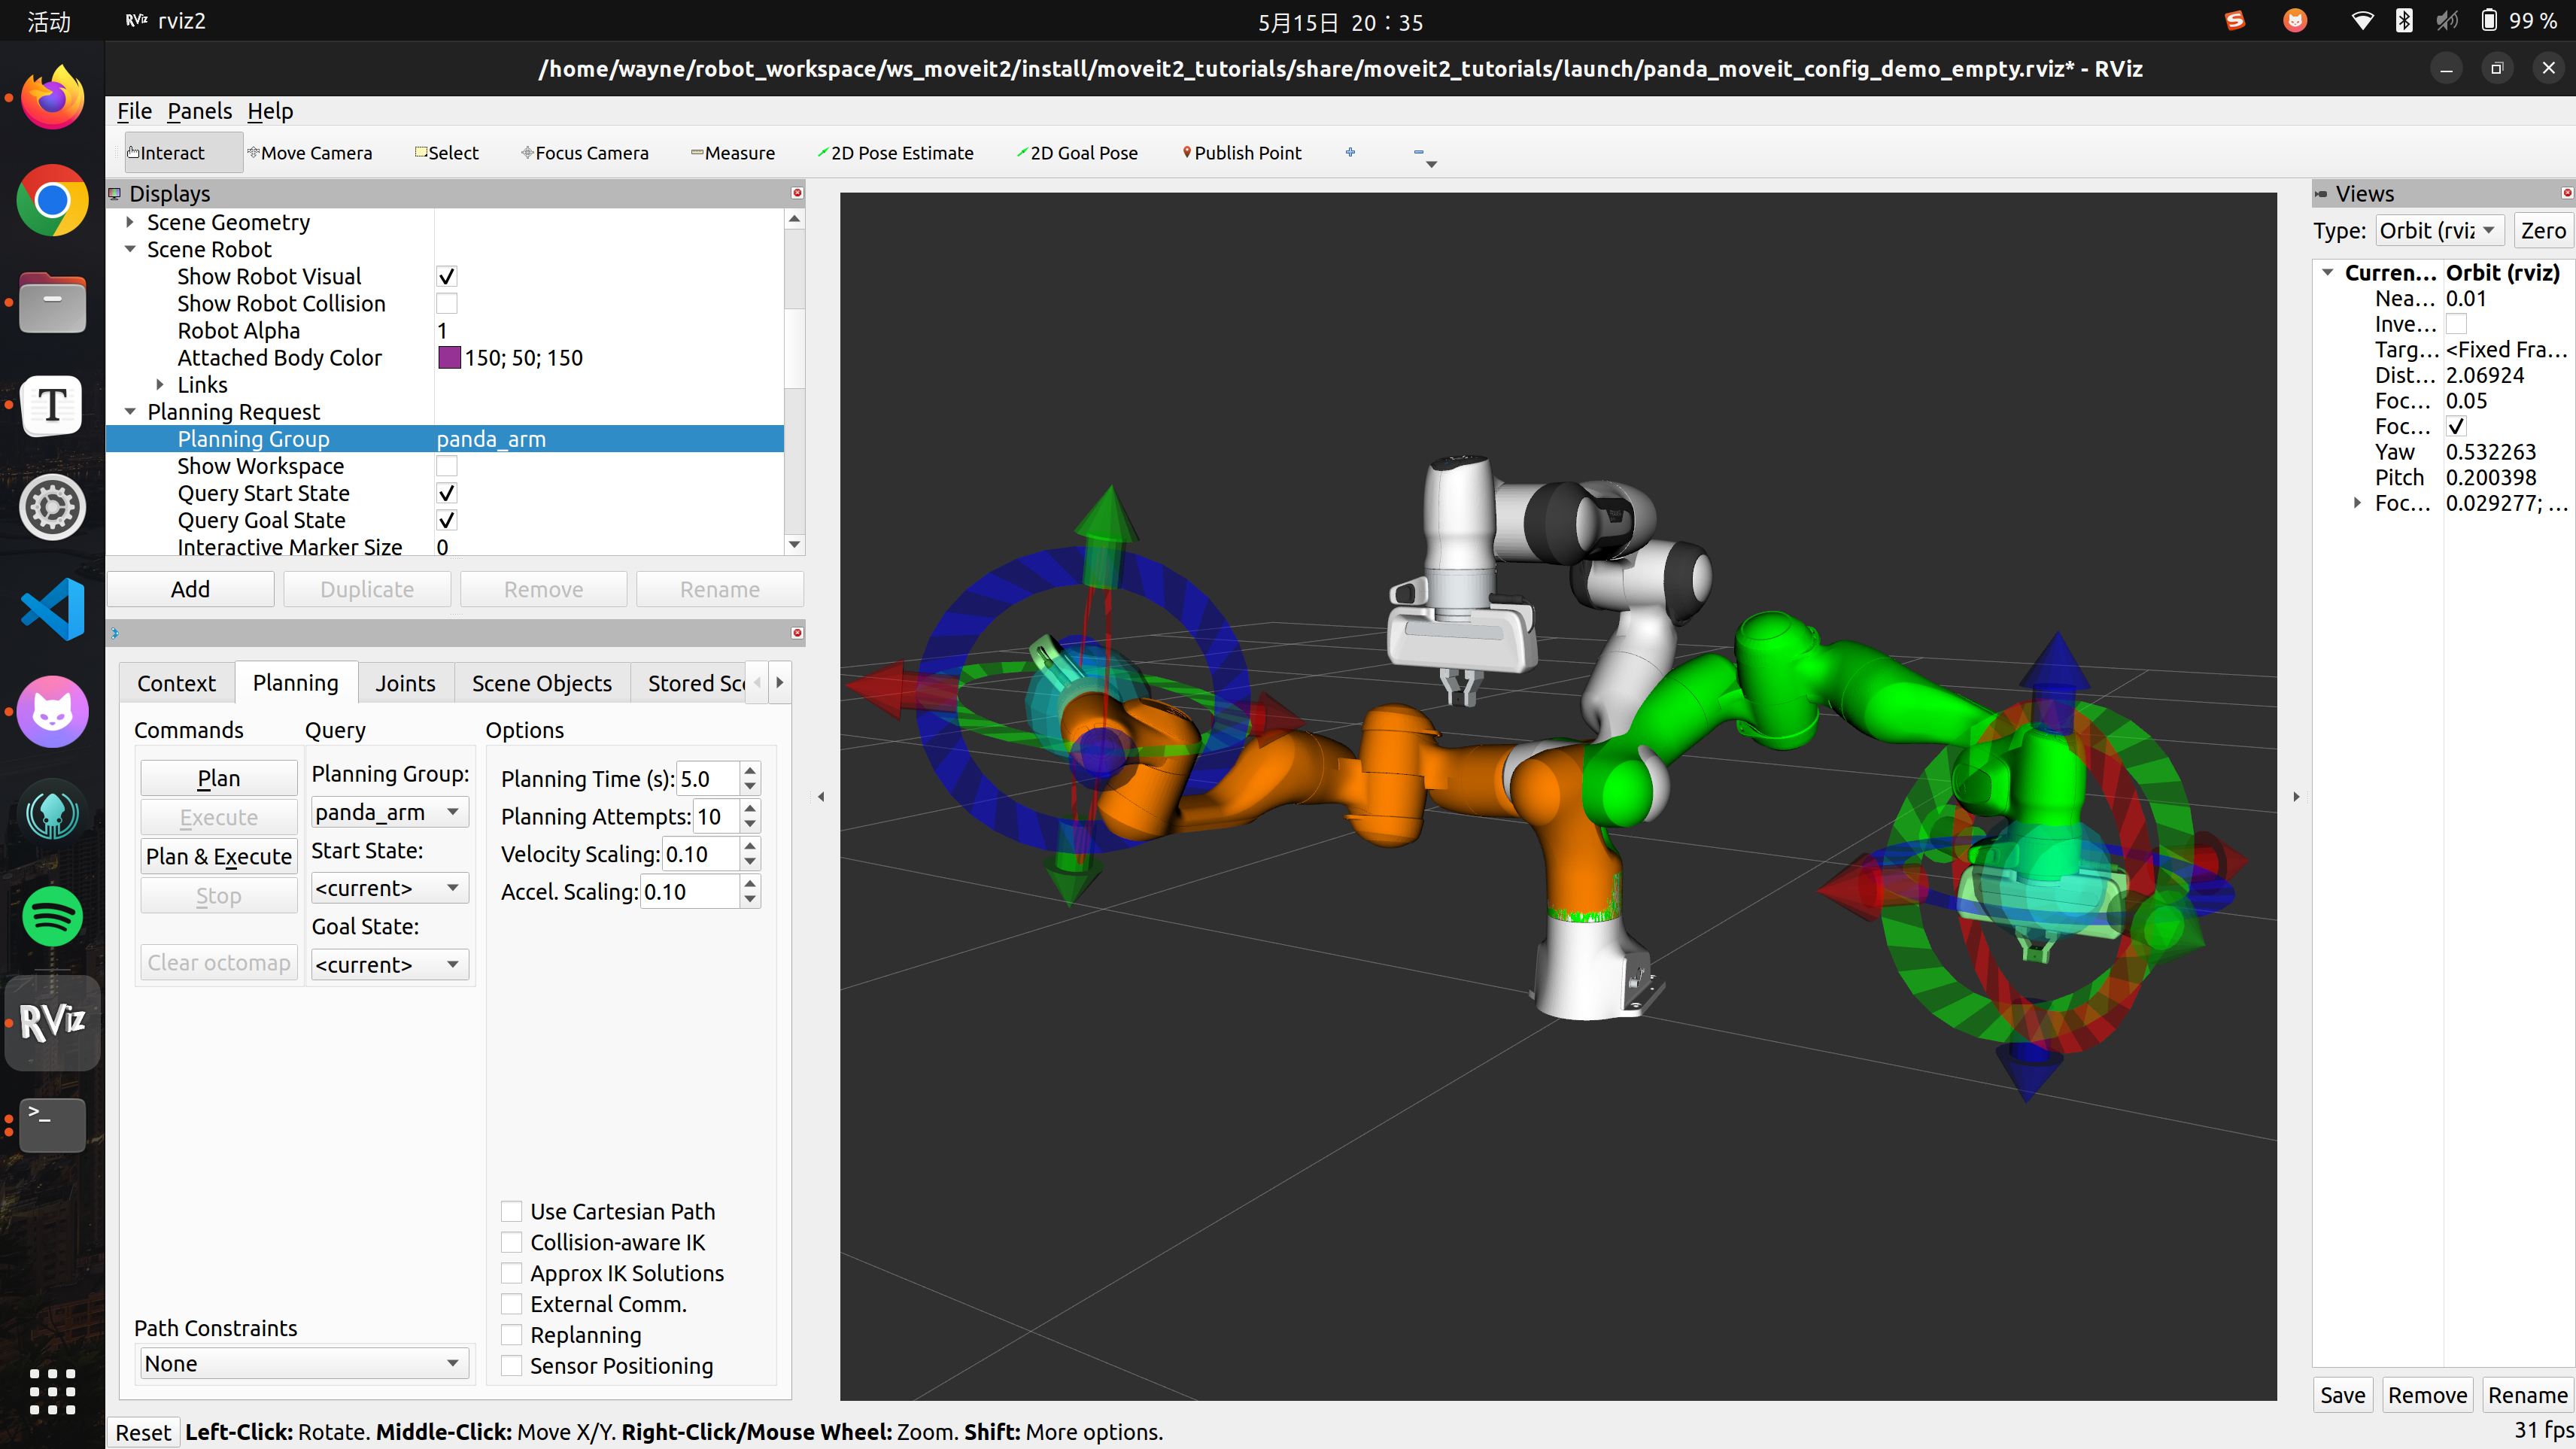 活动
RViz rviz2
5月15日 20：35
99 %
/home/wayne/robot_workspace/ws_moveit2/install/moveit2_tutorials/share/moveit2_tutorials/launch/panda_moveit_config_demo_empty.rviz* - RViz
File Panels Help
Interact Move Camera Select Focus Camera Measure 2D Pose Estimate 2D Goal Pose Publish Point
Displays
Scene Geometry
Scene Robot
Show Robot Visual
Show Robot Collision
Robot Alpha 1
Attached Body Color 150; 50; 150
Links
Planning Request
Planning Group panda_arm
Show Workspace
Query Start State
Query Goal State
Interactive Marker Size 0
Add Duplicate Remove Rename
Context Planning Joints Scene Objects Stored Sc
Commands Query Options
Plan
Execute
Plan & Execute
Stop
Clear octomap
Planning Group:
panda_arm
Start State:
<current>
Goal State:
<current>
Planning Time (s): 5.0
Planning Attempts: 10
Velocity Scaling: 0.10
Accel. Scaling: 0.10
Use Cartesian Path
Collision-aware IK
Approx IK Solutions
External Comm.
Replanning
Sensor Positioning
Path Constraints
None
Views
Type: Orbit (rviz Zero
Curren... Orbit (rviz)
Nea... 0.01
Inve...
Targ... <Fixed Fra...
Dist... 2.06924
Foc... 0.05
Foc...
Yaw 0.532263
Pitch 0.200398
Foc... 0.029277; ...
Save Remove Rename
Reset Left-Click: Rotate. Middle-Click: Move X/Y. Right-Click/Mouse Wheel: Zoom. Shift: More options.
31 fps
T
RViz
>_